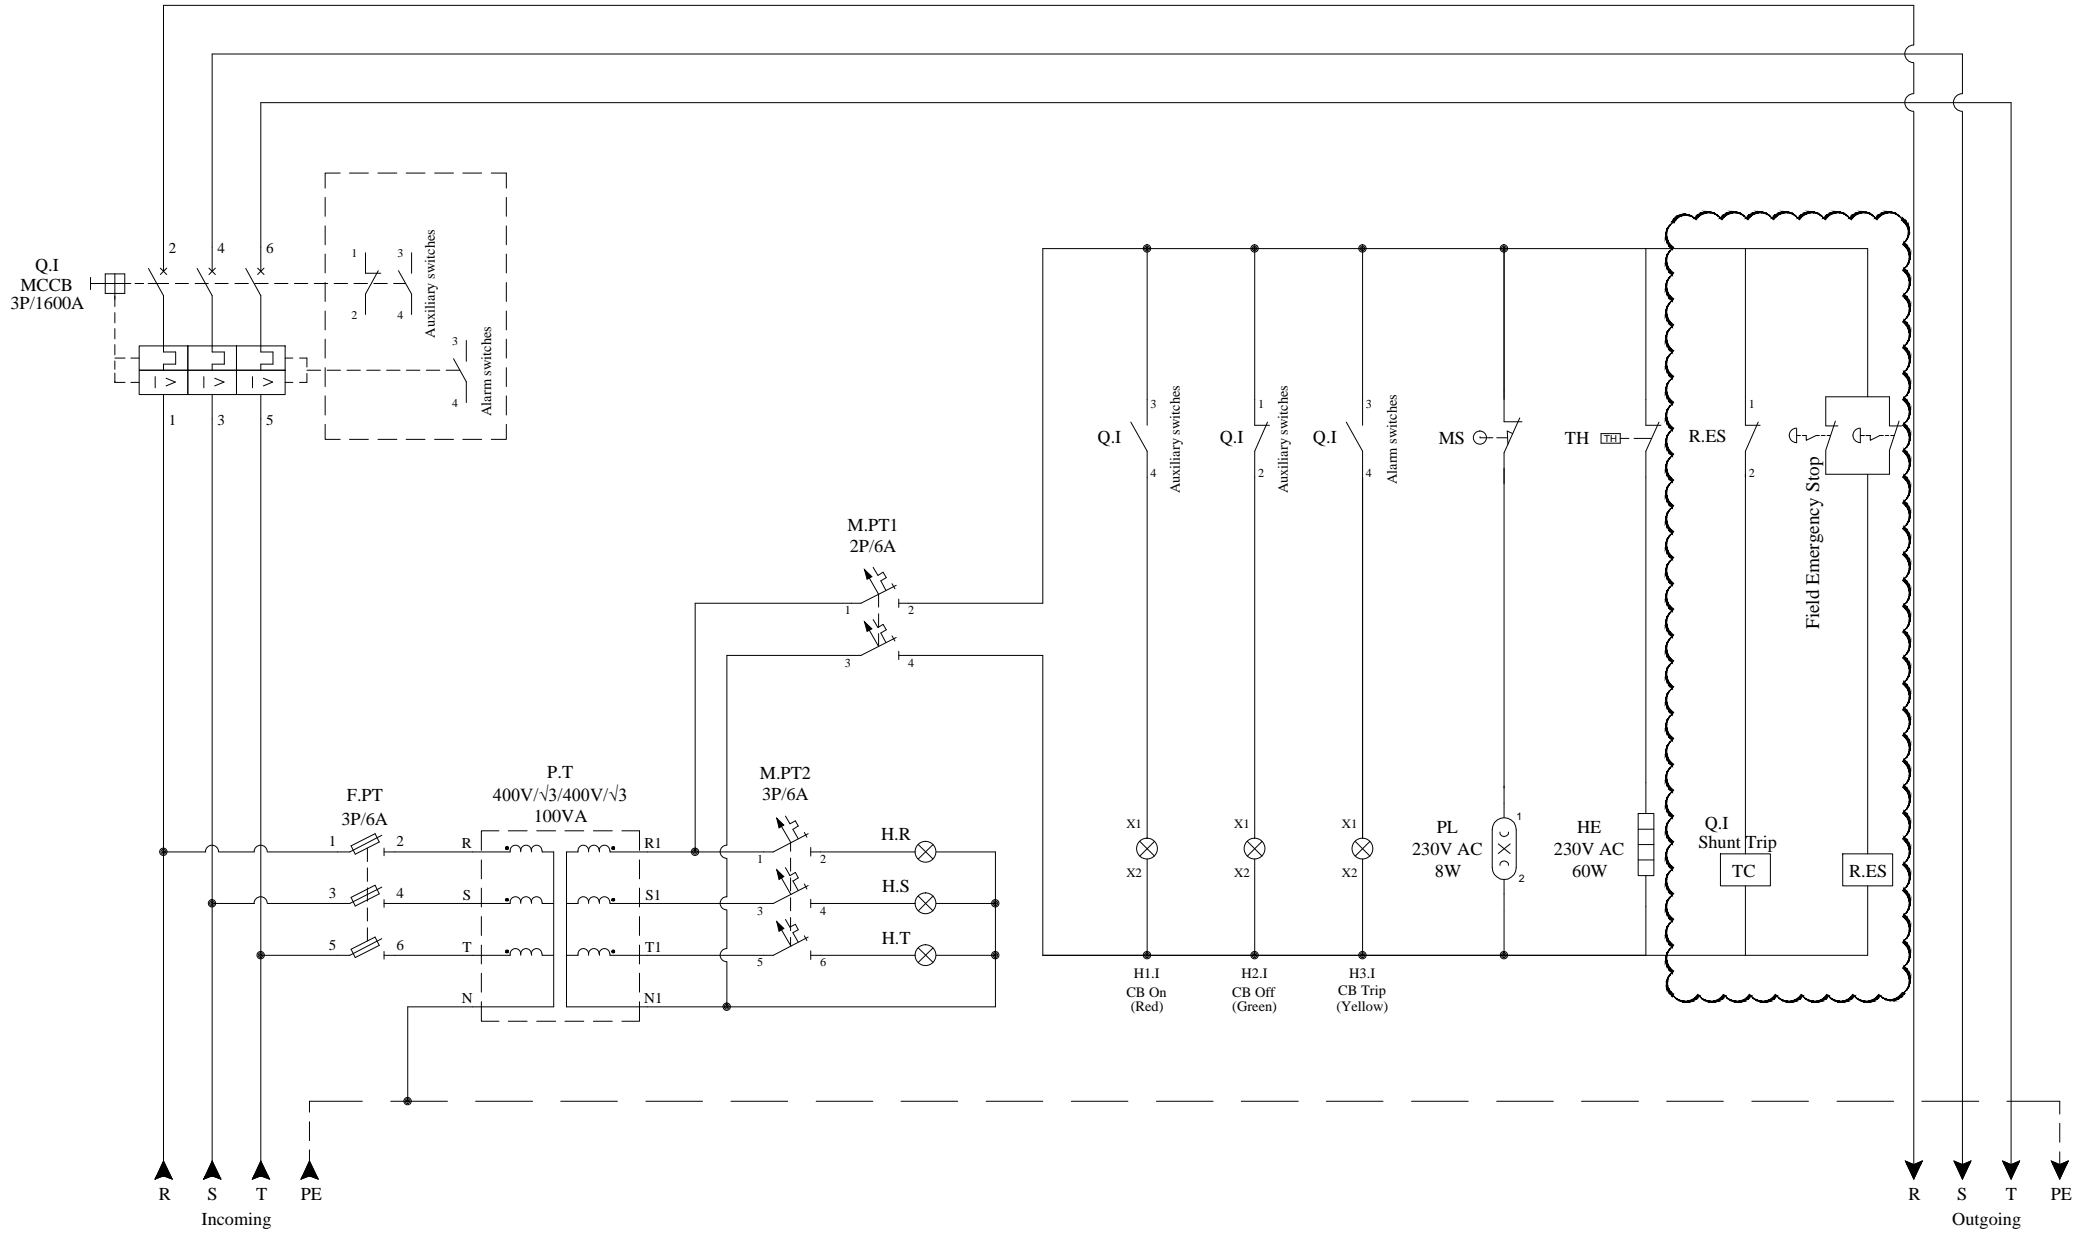 2
4
6
Q.I
MCCB
3P/1600A
1
3
2
4
Auxiliary switches
3
4
Alarm switches
1
3
5
3
Q.I
4
Auxiliary switches
1
Q.I
2
Auxiliary switches
3
Q.I
4
Alarm switches
MS
TH
TH
1
R.ES
2
Field Emergency Stop
M.PT1
2P/6A
1
2
3
4
F.PT
3P/6A
P.T
400V/√3/400V/√3
100VA
M.PT2
3P/6A
1
2
R
R1
1
2
H.R
3
4
S
S1
3
4
H.S
5
6
T
T1
5
6
H.T
N
N1
X1
X2
X1
X2
X1
X2
PL
230V AC
8W
1
2
HE
230V AC
60W
Q.I
Shunt Trip
TC
R.ES
H1.I
CB On
(Red)
H2.I
CB Off
(Green)
H3.I
CB Trip
(Yellow)
R
S
T
PE
Incoming
R
S
T
PE
Outgoing